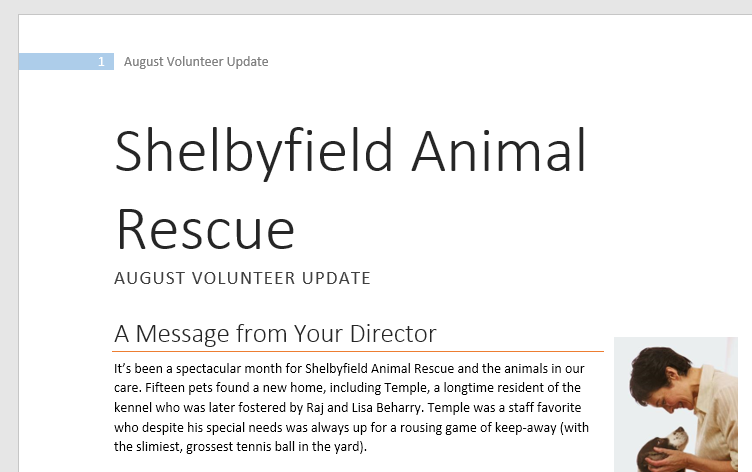 1 August Volunteer Update
Shelbyfield Animal
Rescue
AUGUST VOLUNTEER UPDATE
A Message from Your Director
It’s been a spectacular month for Shelbyfield Animal Rescue and the animals in our
care. Fifteen pets found a new home, including Temple, a longtime resident of the
kennel who was later fostered by Raj and Lisa Beharry. Temple was a staff favorite
who despite his special needs was always up for a rousing game of keep-away (with
the slimiest, grossest tennis ball in the yard).